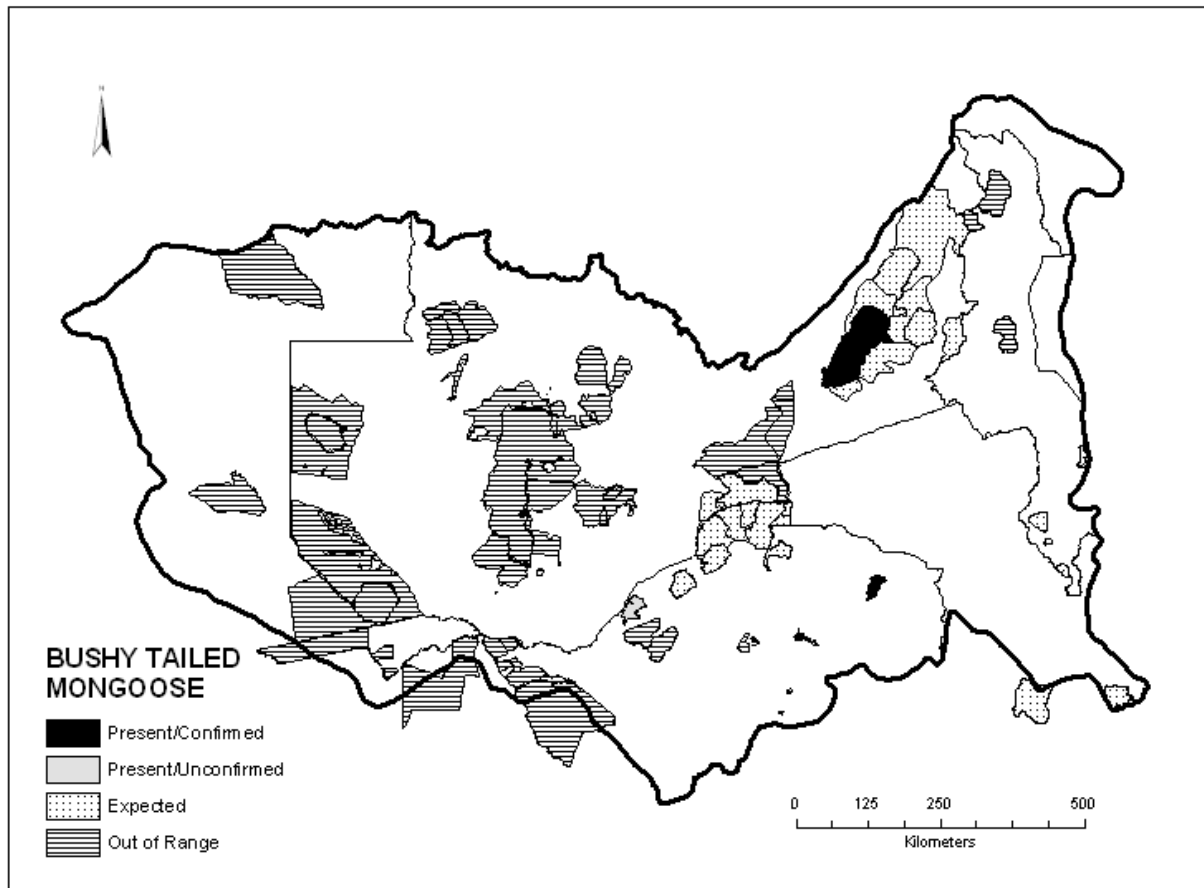 N
BUSHY TAILED
MONGOOSE
Present/Confirmed
Present/Unconfirmed
Expected
Out of Range
0 125 250 500
Kilometers